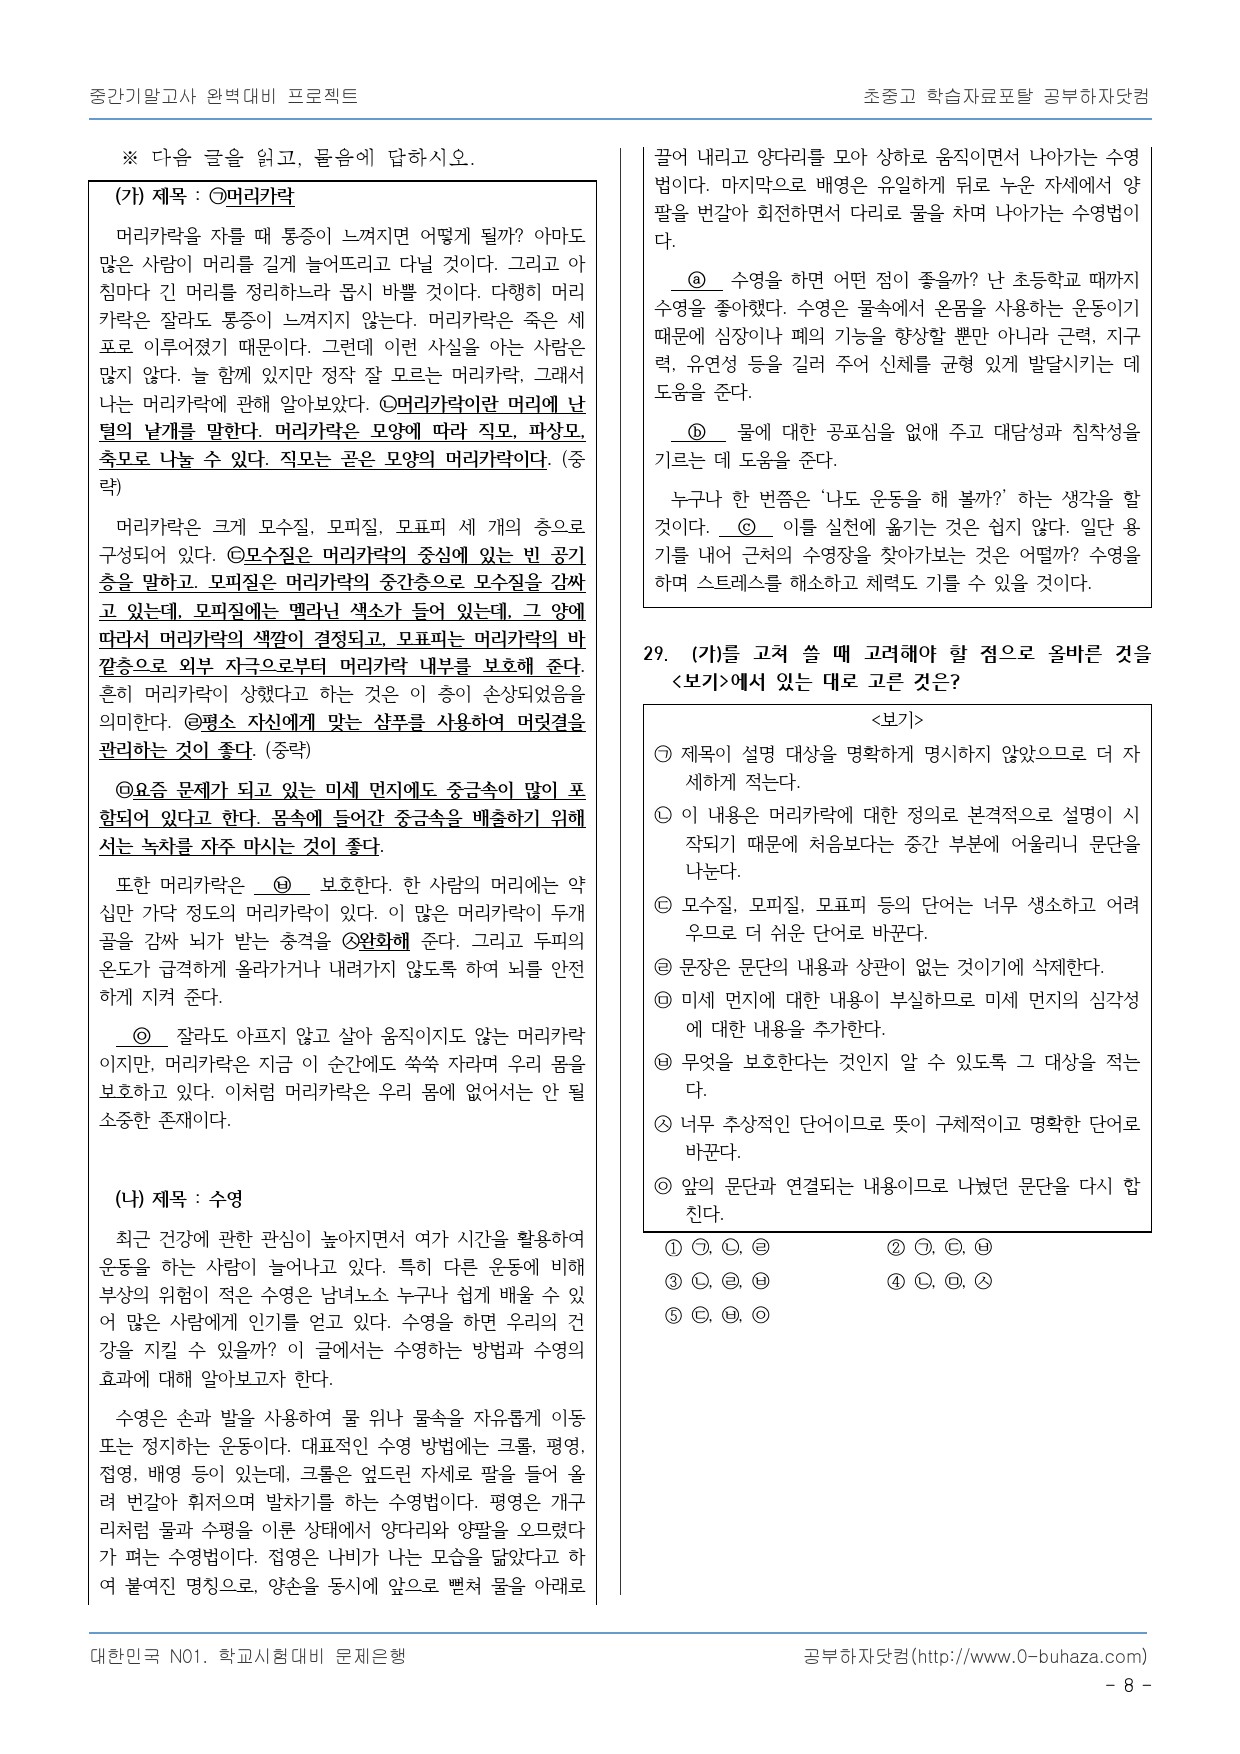 중간기말고사 완벽대비 프로젝트
초중고 학습자료포탈 공부하자닷컴
※ 다음 글을 읽고, 물음에 답하시오.
(가) 제목 : ㉠머리카락
머리카락을 자를 때 통증이 느껴지면 어떻게 될까? 아마도
많은 사람이 머리를 길게 늘어뜨리고 다닐 것이다. 그리고 아
침마다 긴 머리를 정리하느라 몹시 바쁠 것이다. 다행히 머리
카락은 잘라도 통증이 느껴지지 않는다. 머리카락은 죽은 세
포로 이루어졌기 때문이다. 그런데 이런 사실을 아는 사람은
많지 않다. 늘 함께 있지만 정작 잘 모르는 머리카락, 그래서
나는 머리카락에 관해 알아보았다. ㉡머리카락이란 머리에 난
털의 낱개를 말한다. 머리카락은 모양에 따라 직모, 파상모,
축모로 나눌 수 있다. 직모는 곧은 모양의 머리카락이다. (중
략)
머리카락은 크게 모수질, 모피질, 모표피 세 개의 층으로
구성되어 있다. ㉢모수질은 머리카락의 중심에 있는 빈 공기
층을 말하고. 모피질은 머리카락의 중간층으로 모수질을 감싸
고 있는데, 모피질에는 멜라닌 색소가 들어 있는데, 그 양에
따라서 머리카락의 색깔이 결정되고, 모표피는 머리카락의 바
깥층으로 외부 자극으로부터 머리카락 내부를 보호해 준다.
흔히 머리카락이 상했다고 하는 것은 이 층이 손상되었음을
의미한다. ㉣평소 자신에게 맞는 샴푸를 사용하여 머릿결을
관리하는 것이 좋다. (중략)
㉤요즘 문제가 되고 있는 미세 먼지에도 중금속이 많이 포
함되어 있다고 한다. 몸속에 들어간 중금속을 배출하기 위해
서는 녹차를 자주 마시는 것이 좋다.
또한 머리카락은 ㉥ 보호한다. 한 사람의 머리에는 약
십만 가닥 정도의 머리카락이 있다. 이 많은 머리카락이 두개
골을 감싸 뇌가 받는 충격을 ㉦완화해 준다. 그리고 두피의
온도가 급격하게 올라가거나 내려가지 않도록 하여 뇌를 안전
하게 지켜 준다.
㉧ 잘라도 아프지 않고 살아 움직이지도 않는 머리카락
이지만, 머리카락은 지금 이 순간에도 쑥쑥 자라며 우리 몸을
보호하고 있다. 이처럼 머리카락은 우리 몸에 없어서는 안 될
소중한 존재이다.
(나) 제목 : 수영
최근 건강에 관한 관심이 높아지면서 여가 시간을 활용하여
운동을 하는 사람이 늘어나고 있다. 특히 다른 운동에 비해
부상의 위험이 적은 수영은 남녀노소 누구나 쉽게 배울 수 있
어 많은 사람에게 인기를 얻고 있다. 수영을 하면 우리의 건
강을 지킬 수 있을까? 이 글에서는 수영하는 방법과 수영의
효과에 대해 알아보고자 한다.
수영은 손과 발을 사용하여 물 위나 물속을 자유롭게 이동
또는 정지하는 운동이다. 대표적인 수영 방법에는 크롤, 평영,
접영, 배영 등이 있는데, 크롤은 엎드린 자세로 팔을 들어 올
려 번갈아 휘저으며 발차기를 하는 수영법이다. 평영은 개구
리처럼 물과 수평을 이룬 상태에서 양다리와 양팔을 오므렸다
가 펴는 수영법이다. 접영은 나비가 나는 모습을 닮았다고 하
여 붙여진 명칭으로, 양손을 동시에 앞으로 뻗쳐 물을 아래로
끌어 내리고 양다리를 모아 상하로 움직이면서 나아가는 수영
법이다. 마지막으로 배영은 유일하게 뒤로 누운 자세에서 양
팔을 번갈아 회전하면서 다리로 물을 차며 나아가는 수영법이
다.
ⓐ 수영을 하면 어떤 점이 좋을까? 난 초등학교 때까지
수영을 좋아했다. 수영은 물속에서 온몸을 사용하는 운동이기
때문에 심장이나 폐의 기능을 향상할 뿐만 아니라 근력, 지구
력, 유연성 등을 길러 주어 신체를 균형 있게 발달시키는 데
도움을 준다.
ⓑ 물에 대한 공포심을 없애 주고 대담성과 침착성을
기르는 데 도움을 준다.
누구나 한 번쯤은 ‘나도 운동을 해 볼까?’ 하는 생각을 할
것이다. ⓒ 이를 실천에 옮기는 것은 쉽지 않다. 일단 용
기를 내어 근처의 수영장을 찾아가보는 것은 어떨까? 수영을
하며 스트레스를 해소하고 체력도 기를 수 있을 것이다.
29. (가)를 고쳐 쓸 때 고려해야 할 점으로 올바른 것을
<보기>에서 있는 대로 고른 것은?
<보기>
㉠ 제목이 설명 대상을 명확하게 명시하지 않았으므로 더 자
세하게 적는다.
㉡ 이 내용은 머리카락에 대한 정의로 본격적으로 설명이 시
작되기 때문에 처음보다는 중간 부분에 어울리니 문단을
나눈다.
㉢ 모수질, 모피질, 모표피 등의 단어는 너무 생소하고 어려
우므로 더 쉬운 단어로 바꾼다.
㉣ 문장은 문단의 내용과 상관이 없는 것이기에 삭제한다.
㉤ 미세 먼지에 대한 내용이 부실하므로 미세 먼지의 심각성
에 대한 내용을 추가한다.
㉥ 무엇을 보호한다는 것인지 알 수 있도록 그 대상을 적는
다.
㉦ 너무 추상적인 단어이므로 뜻이 구체적이고 명확한 단어로
바꾼다.
㉧ 앞의 문단과 연결되는 내용이므로 나눴던 문단을 다시 합
친다.
① ㉠, ㉡, ㉣
② ㉠, ㉢, ㉥
③ ㉡, ㉣, ㉥
④ ㉡, ㉤, ㉦
⑤ ㉢, ㉥, ㉧
대한민국 N01. 학교시험대비 문제은행
공부하자닷컴(http://www.0-buhaza.com)
- 8 -